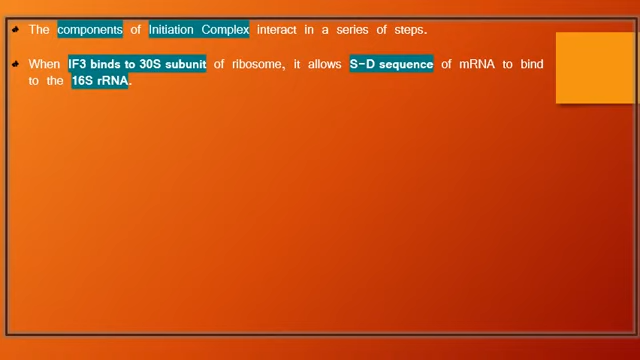 The components of Initiation Complex interact in a series of steps.
When IF3 binds to 30S subunit of ribosome, it allows S-D sequence of mRNA to bind
to the 16S rRNA.